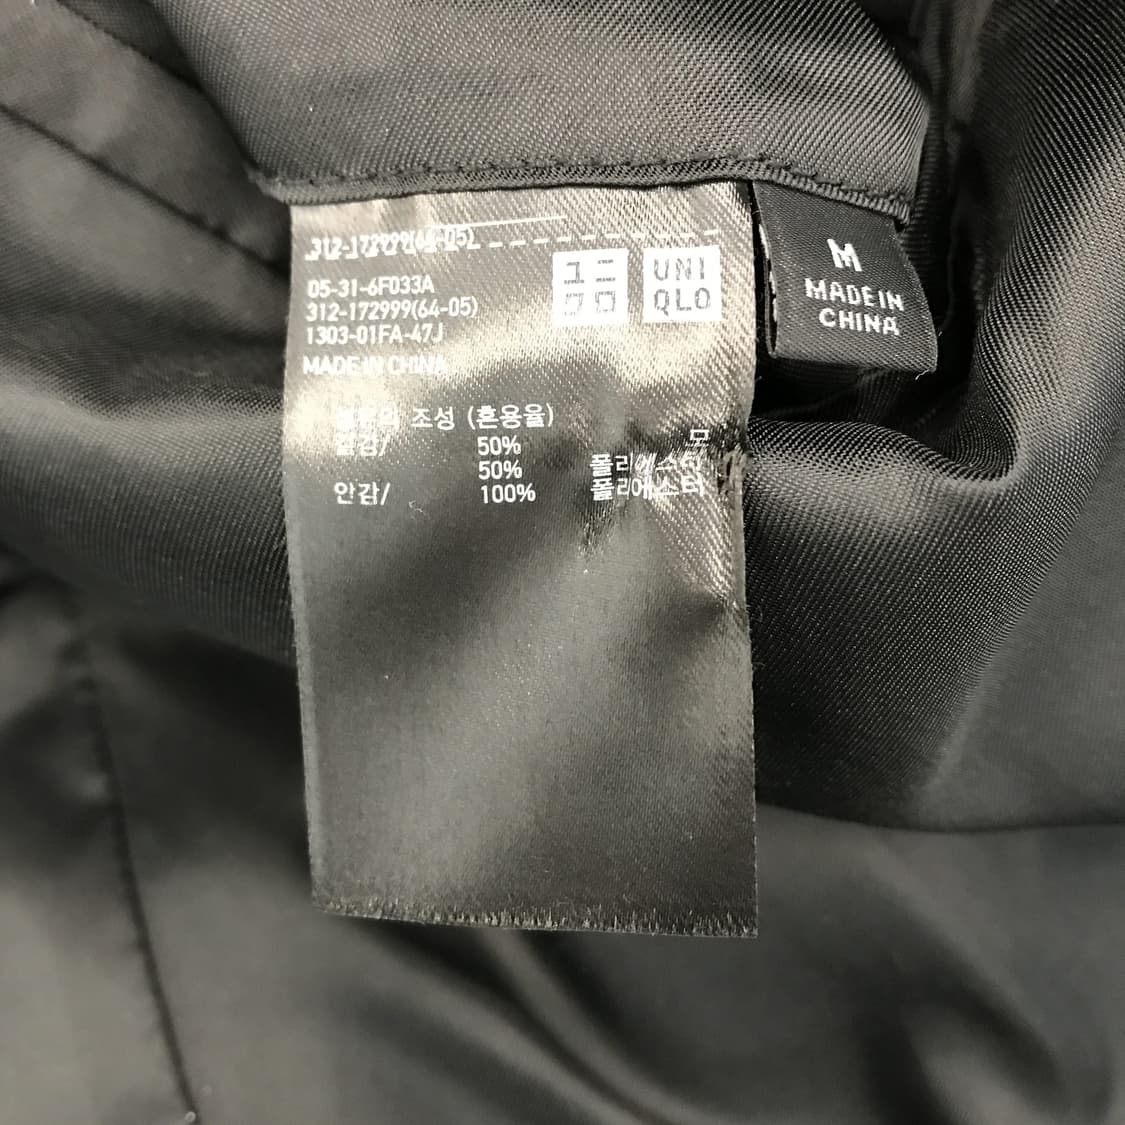 312-172999(64-05)
UNI
QLO
05-31-6F033A
312-172999(64-05)
1303-01FA-47J
MADE IN CHINA
조성 (혼용율)
겉감/ 50% 모
50% 폴리에스터
안감/ 100% 폴리에스터
M
MADE IN
CHINA